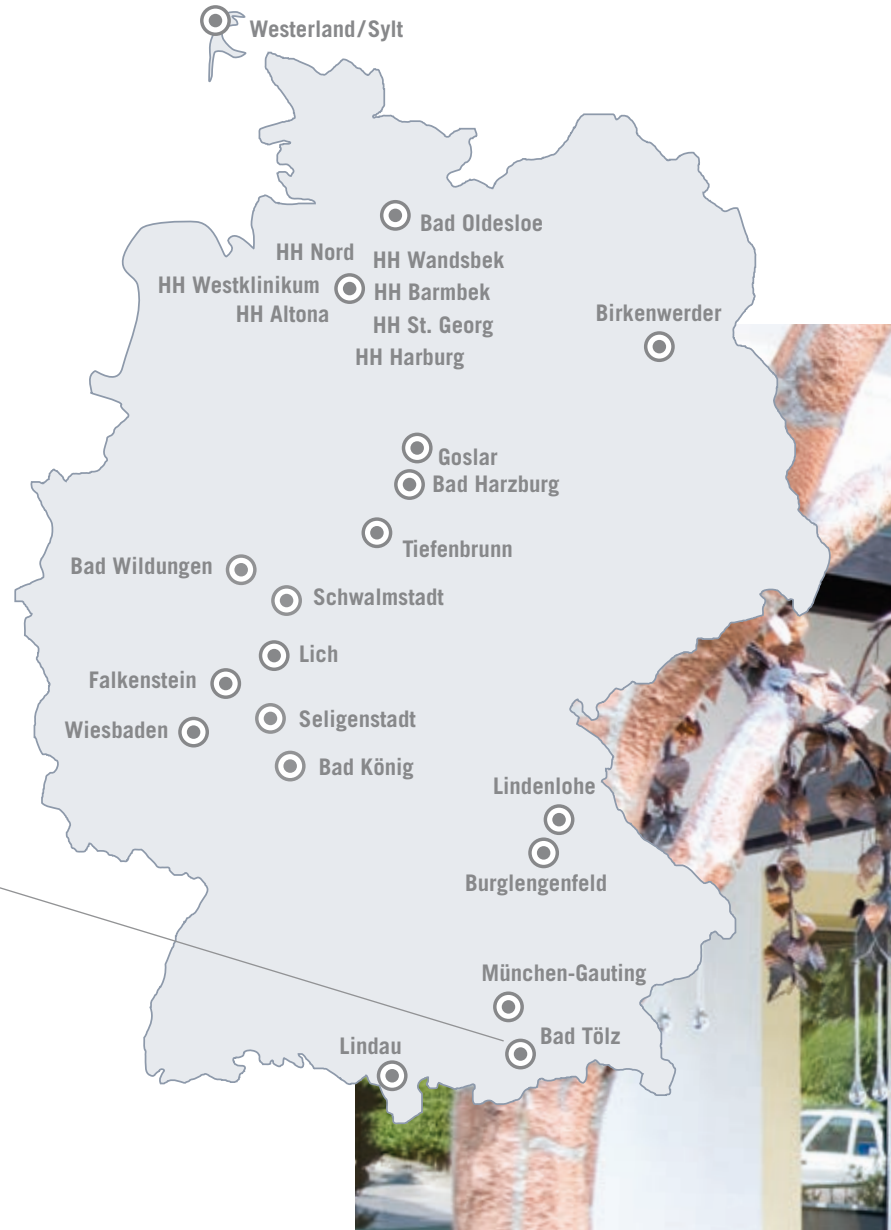 Westerland/Sylt
Bad Oldesloe
HH Nord
HH Wandsbek
HH Westklinikum
HH Barmbek
HH Altona
HH St. Georg
HH Harburg
Birkenwerder
Goslar
Bad Harzburg
Tiefenbrunn
Bad Wildungen
Schwalmstadt
Lich
Falkenstein
Seligenstadt
Wiesbaden
Bad König
Lindenlohe
Burglengenfeld
München-Gauting
Bad Tölz
Lindau